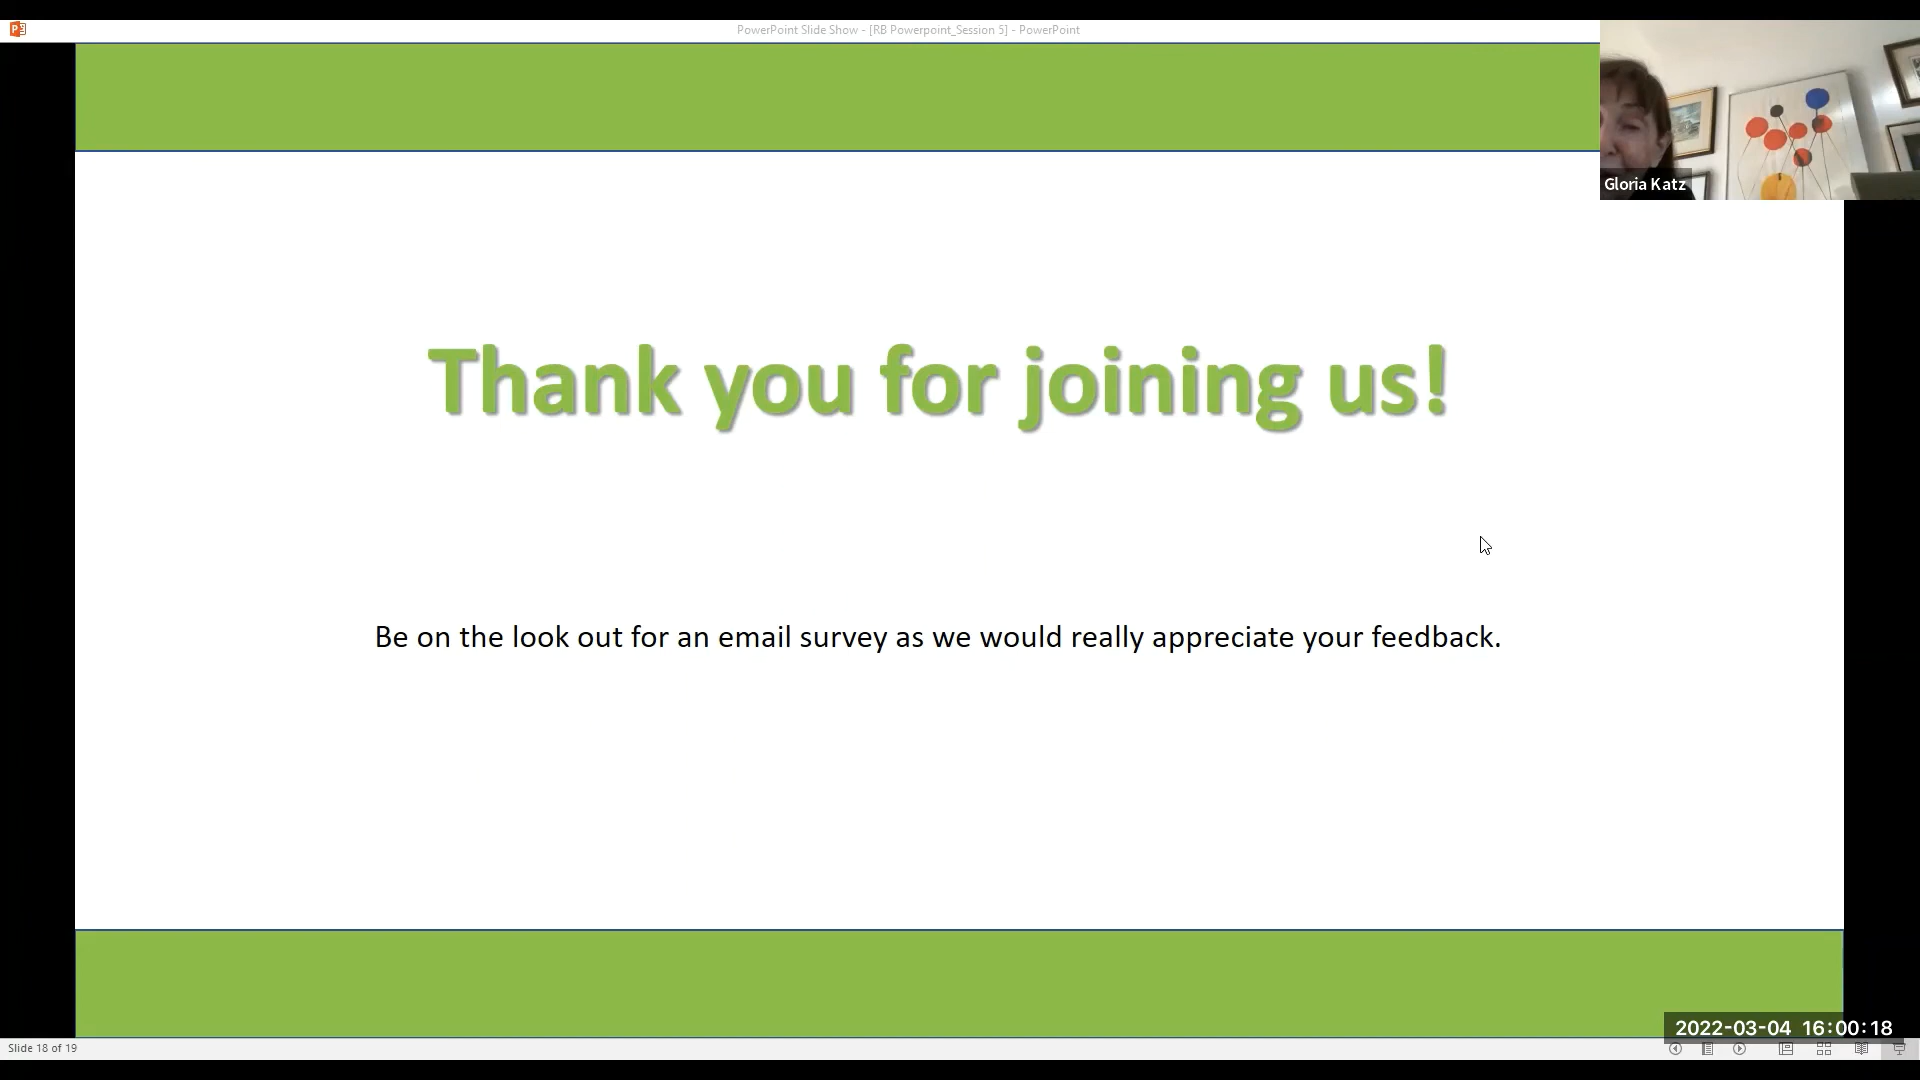 PowerPoint Slide Show - [RB Powerpoint_Session 5] - PowerPoint
Gloria Katz
Thank you for joining us!
Be on the look out for an email survey as we would really appreciate your feedback.
2022-03-04 16:00:18
Slide 18 of 19